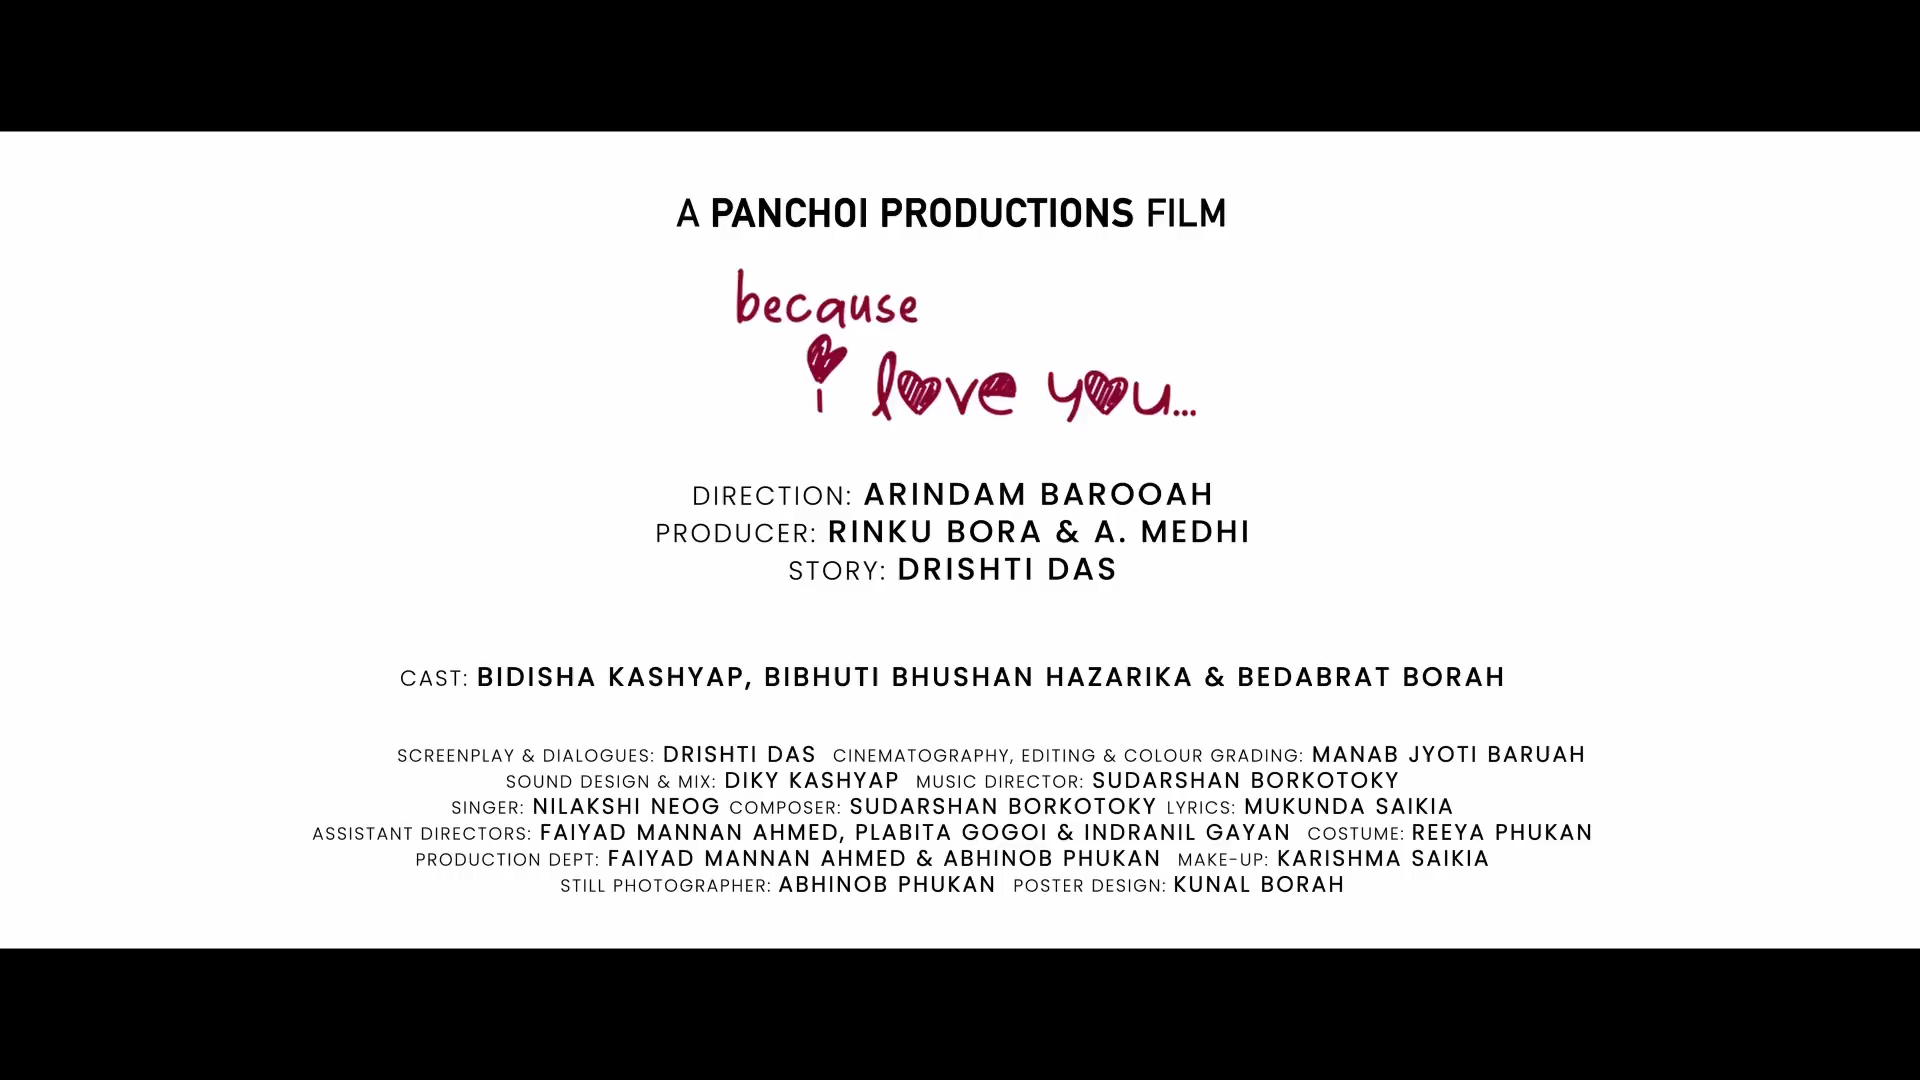 A PANCHOI PRODUCTIONS FILM
because
i love you...
DIRECTION: ARINDAM BAROOAH
PRODUCER: RINKU BORA & A. MEDHI
STORY: DRISHTI DAS
CAST: BIDISHA KASHYAP, BIBHUTI BHUSHAN HAZARIKA & BEDABRAT BORAH
SCREENPLAY & DIALOGUES: DRISHTI DAS CINEMATOGRAPHY, EDITING & COLOUR GRADING: MANAB JYOTI BARUAH
SOUND DESIGN & MIX: DIKY KASHYAP MUSIC DIRECTOR: SUDARSHAN BORKOTOKY
SINGER: NILAKSHI NEOG COMPOSER: SUDARSHAN BORKOTOKY LYRICS: MUKUNDA SAIKIA
ASSISTANT DIRECTORS: FAIYAD MANNAN AHMED, PLABITA GOGOI & INDRANIL GAYAN COSTUME: REEYA PHUKAN
PRODUCTION DEPT: FAIYAD MANNAN AHMED & ABHINOB PHUKAN MAKE-UP: KARISHMA SAIKIA
STILL PHOTOGRAPHER: ABHINOB PHUKAN POSTER DESIGN: KUNAL BORAH